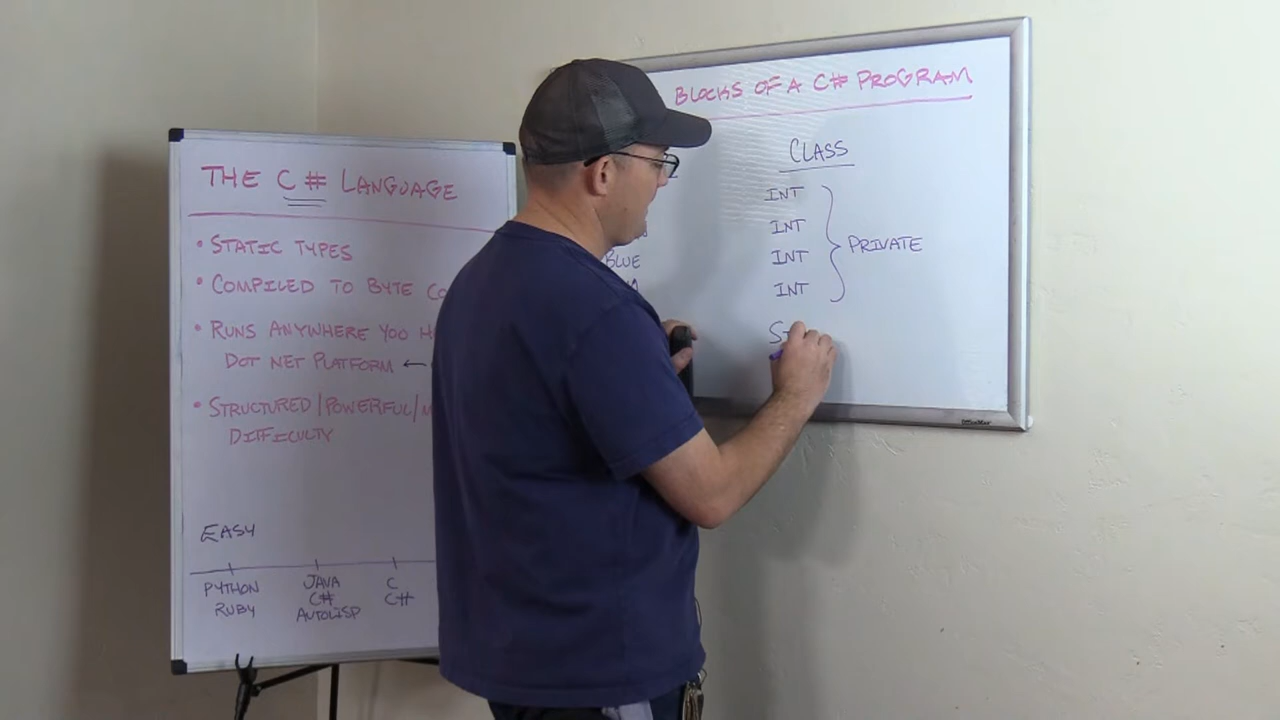 THE C# LANGUAGE
• STATIC TYPES
• COMPILED TO BYTE CO
• RUNS ANYWHERE YOU H
DOT NET PLATFORM ←
• STRUCTURED/POWERFUL/M
DIFFICULTY
EASY
PYTHON JAVA C
RUBY C# C#
AUTOLISP
BLOCKS OF A C# PROGRAM
CLASS
INT
INT
INT
INT
PRIVATE
BLUE